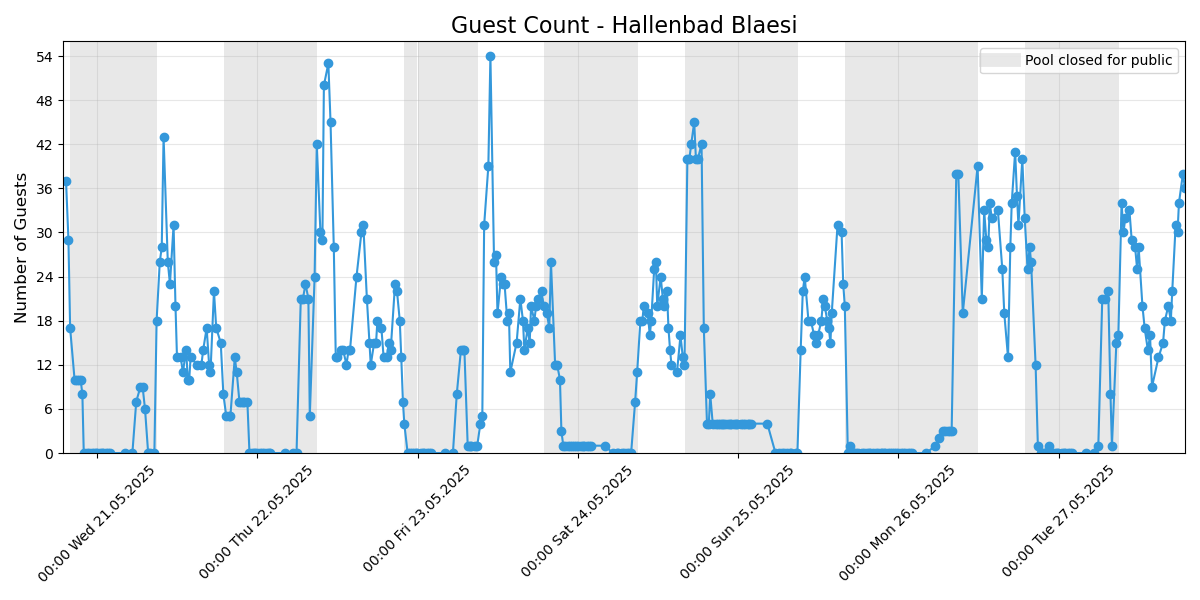 Guest Count - Hallenbad Blaesi
Pool closed for public
Number of Guests
54
48
42
36
30
24
18
12
6
0
00:00 Wed 21.05.2025
00:00 Thu 22.05.2025
00:00 Fri 23.05.2025
00:00 Sat 24.05.2025
00:00 Sun 25.05.2025
00:00 Mon 26.05.2025
00:00 Tue 27.05.2025